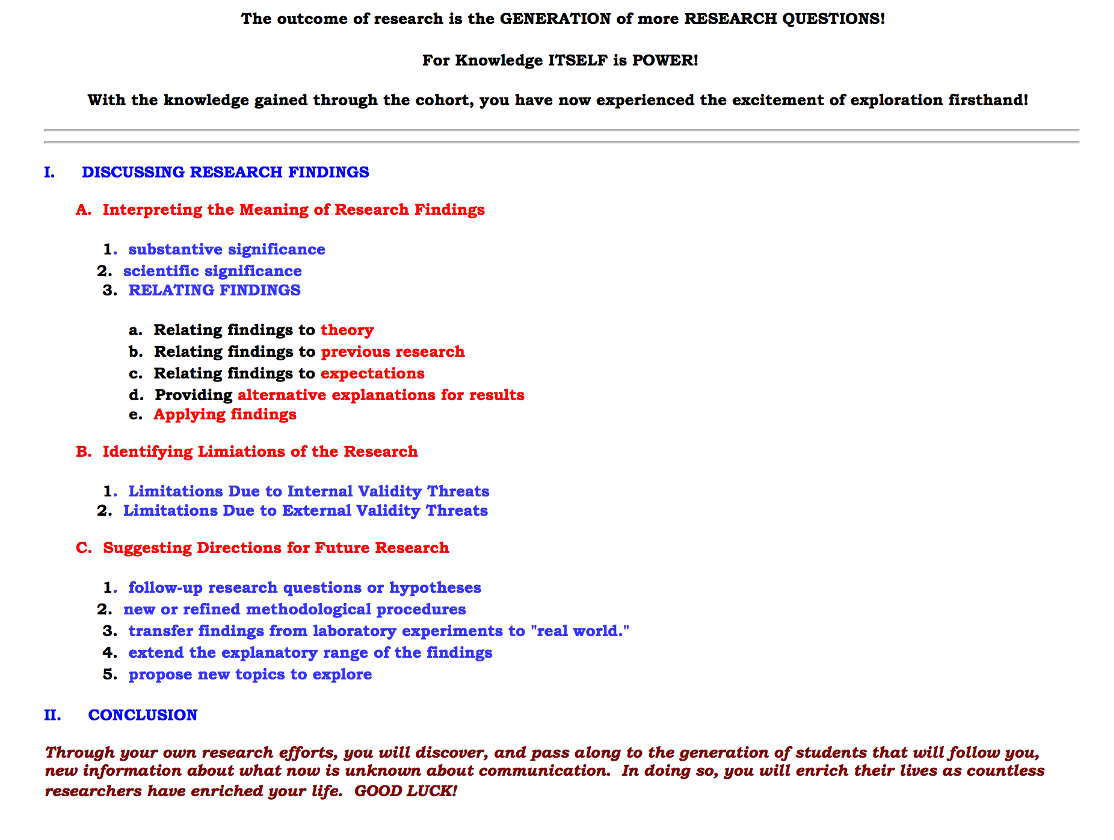 The outcome of research is the GENERATION of more RESEARCH QUESTIONS!
For Knowledge ITSELF is POWER!
With the knowledge gained through the cohort, you have now experienced the excitement of exploration firsthand!
I. DISCUSSING RESEARCH FINDINGS
A. Interpreting the Meaning of Research Findings
1. substantive significance
2. scientific significance
3. RELATING FINDINGS
a. Relating findings to theory
b. Relating findings to previous research
c. Relating findings to expectations
d. Providing alternative explanations for results
e. Applying findings
B. Identifying Limiations of the Research
1. Limitations Due to Internal Validity Threats
2. Limitations Due to External Validity Threats
C. Suggesting Directions for Future Research
1. follow-up research questions or hypotheses
2. new or refined methodological procedures
3. transfer findings from laboratory experiments to "real world."
4. extend the explanatory range of the findings
5. propose new topics to explore
II. CONCLUSION
Through your own research efforts, you will discover, and pass along to the generation of students that will follow you,
new information about what now is unknown about communication. In doing so, you will enrich their lives as countless
researchers have enriched your life. GOOD LUCK!